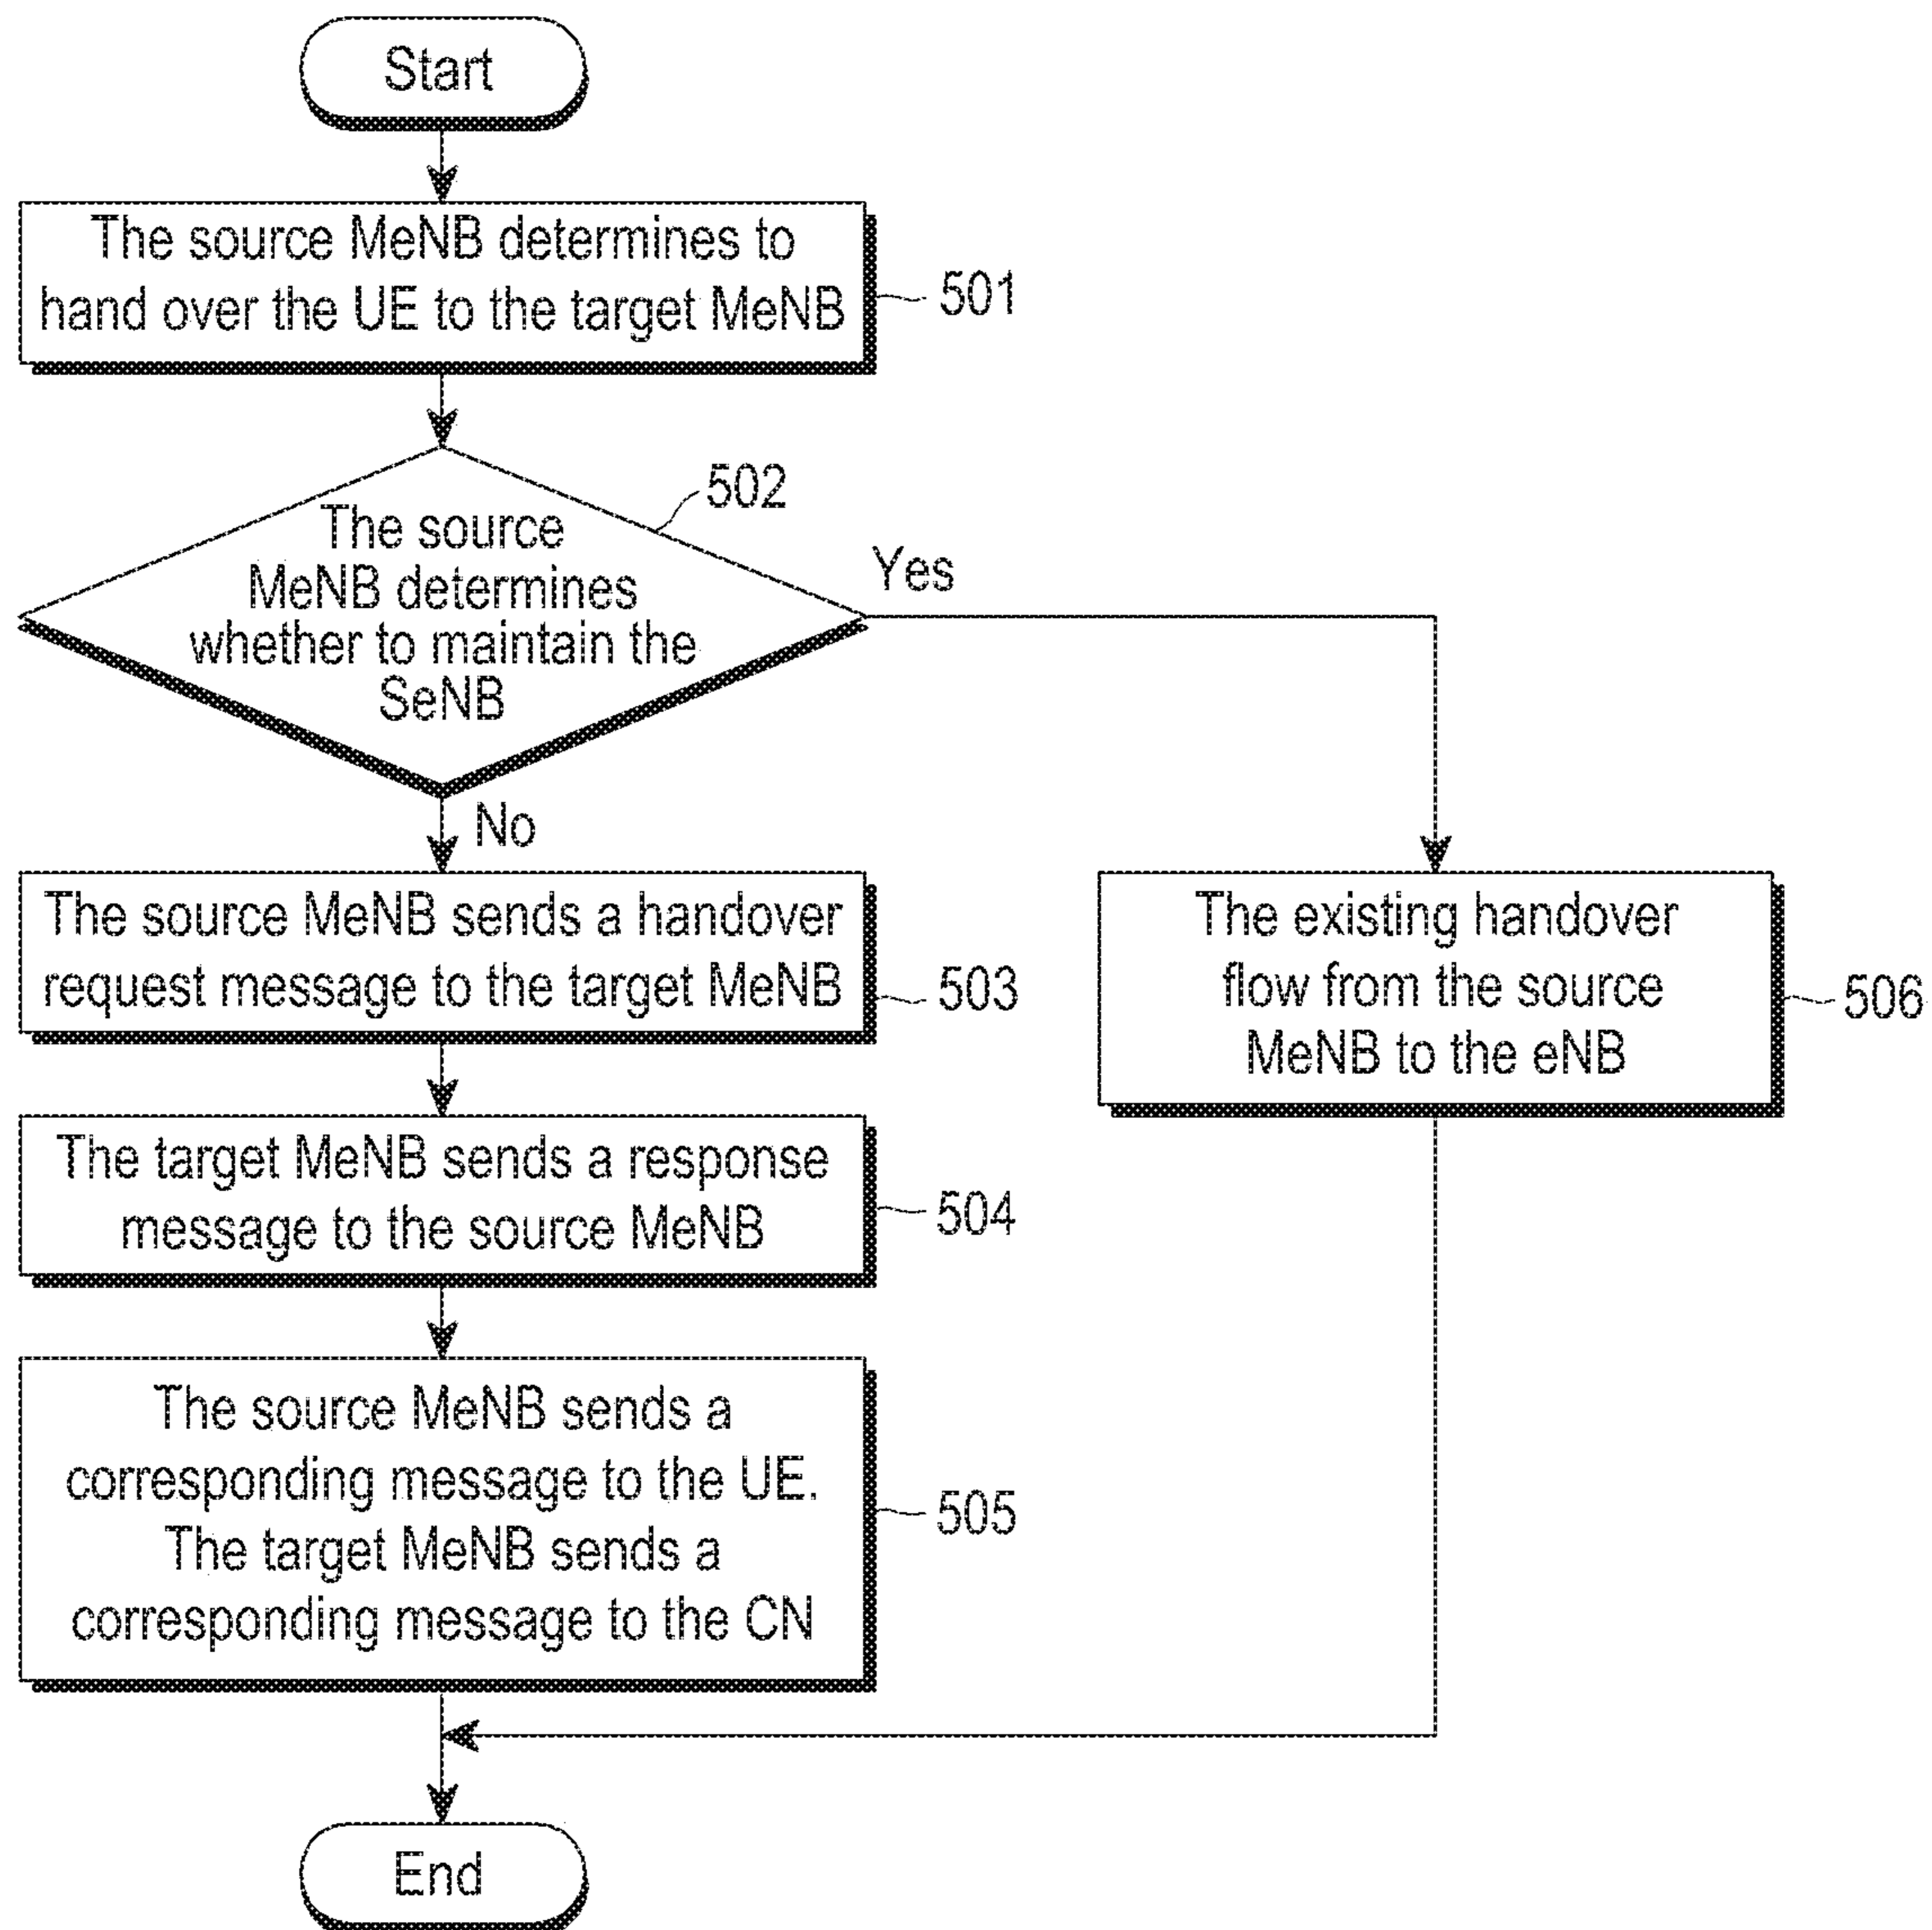 Start
The source MeNB determines to
hand over the UE to the target MeNB
501
502
The source
MeNB determines
whether to maintain the
SeNB
Yes
No
The source MeNB sends a handover
request message to the target MeNB
503
The existing handover
flow from the source
MeNB to the eNB
506
The target MeNB sends a response
message to the source MeNB
504
The source MeNB sends a
corresponding message to the UE.
The target MeNB sends a
corresponding message to the CN
505
End